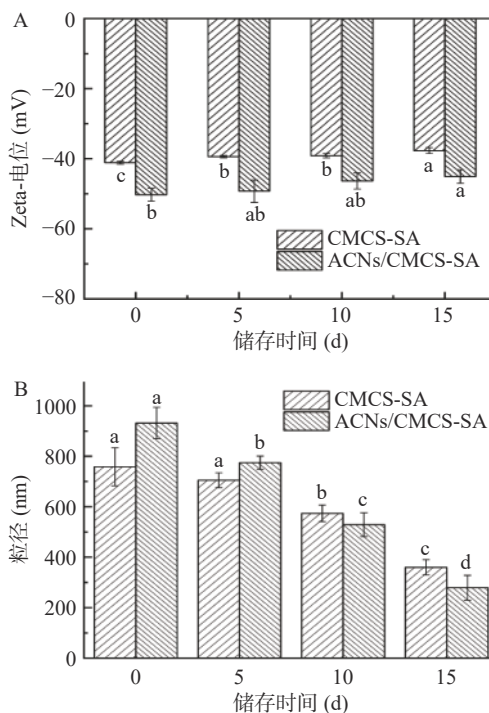 A
0
−20
−40
−60
−80
Zeta-电位 (mV)
c
b
b
ab
b
ab
a
a
CMCS-SA
ACNs/CMCS-SA
0 5 10 15
储存时间 (d)
B
1000
800
600
400
200
0
粒径 (nm)
a
a
a
b
b
c
c
d
CMCS-SA
ACNs/CMCS-SA
0 5 10 15
储存时间 (d)